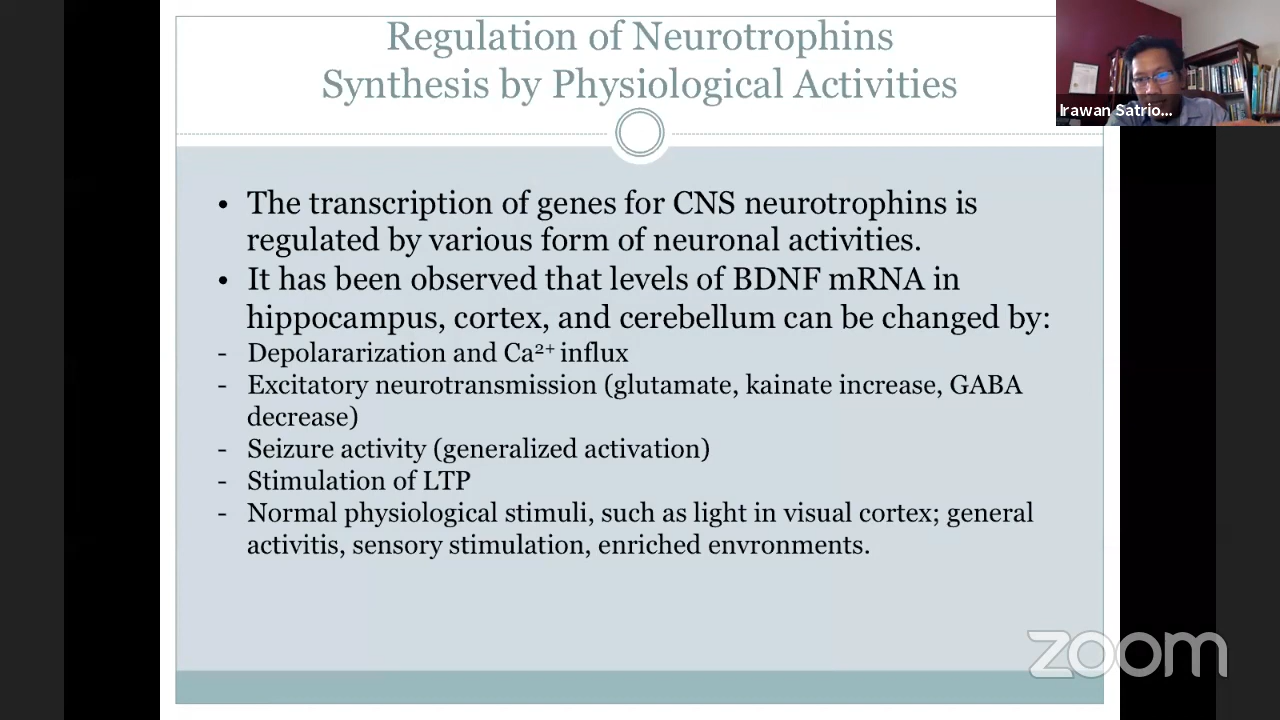 Regulation of Neurotrophins
Synthesis by Physiological Activities
Irawan Satrio...
• The transcription of genes for CNS neurotrophins is
regulated by various form of neuronal activities.
• It has been observed that levels of BDNF mRNA in
hippocampus, cortex, and cerebellum can be changed by:
- Depolararization and Ca²⁺ influx
- Excitatory neurotransmission (glutamate, kainate increase, GABA
decrease)
- Seizure activity (generalized activation)
- Stimulation of LTP
- Normal physiological stimuli, such as light in visual cortex; general
activitis, sensory stimulation, enriched envronments.
zoom